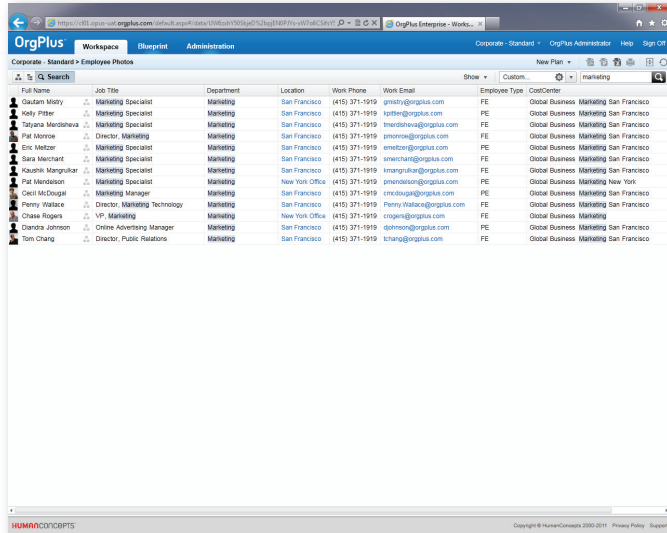 OrgPlus Enterprise - Works...
OrgPlus Workspace Blueprint Administration Corporate - Standard OrgPlus Administrator Help Sign Off
Corporate - Standard > Employee Photos New Plan
Search Show Custom... marketing
Full Name Job Title Department Location Work Phone Work Email Employee Type CostCenter
Gautam Mistry Marketing Specialist Marketing San Francisco (415) 371-1919 gmistry@orgplus.com FE Global Business Marketing San Francisco
Kelly Pittier Marketing Specialist Marketing San Francisco (415) 371-1919 kpittier@orgplus.com FE Global Business Marketing San Francisco
Tatyana Merdisheva Marketing Specialist Marketing San Francisco (415) 371-1919 tmerdisheva@orgplus.com FE Global Business Marketing San Francisco
Pat Monroe Director, Marketing Marketing San Francisco (415) 371-1919 pmonroe@orgplus.com FE Global Business Marketing San Francisco
Eric Meltzer Marketing Specialist Marketing San Francisco (415) 371-1919 emeltzer@orgplus.com FE Global Business Marketing San Francisco
Sara Merchant Marketing Specialist Marketing San Francisco (415) 371-1919 smerchant@orgplus.com FE Global Business Marketing San Francisco
Kaushik Mangrulkar Marketing Specialist Marketing San Francisco (415) 371-1919 kmangrulkar@orgplus.com FE Global Business Marketing San Francisco
Pat Mendelson Marketing Specialist Marketing New York Office (415) 371-1919 pmendelson@orgplus.com PE Global Business Marketing New York
Cecil McDougal Marketing Manager Marketing San Francisco (415) 371-1919 cmcdougal@orgplus.com PE Global Business Marketing San Francisco
Penny Wallace Director, Marketing Technology Marketing San Francisco (415) 371-1919 Penny.Wallace@orgplus.com FE Global Business Marketing San Francisco
Chase Rogers VP, Marketing Marketing New York Office (415) 371-1919 crogers@orgplus.com FE Global Business Marketing
Diandra Johnson Online Advertising Manager Marketing San Francisco (415) 371-1919 djohnson@orgplus.com PE Global Business Marketing San Francisco
Tom Chang Director, Public Relations Marketing San Francisco (415) 371-1919 tchang@orgplus.com FE Global Business Marketing San Francisco
HUMANCONCEPTS Copyright © HumanConcepts 2000-2011 Privacy Policy Support